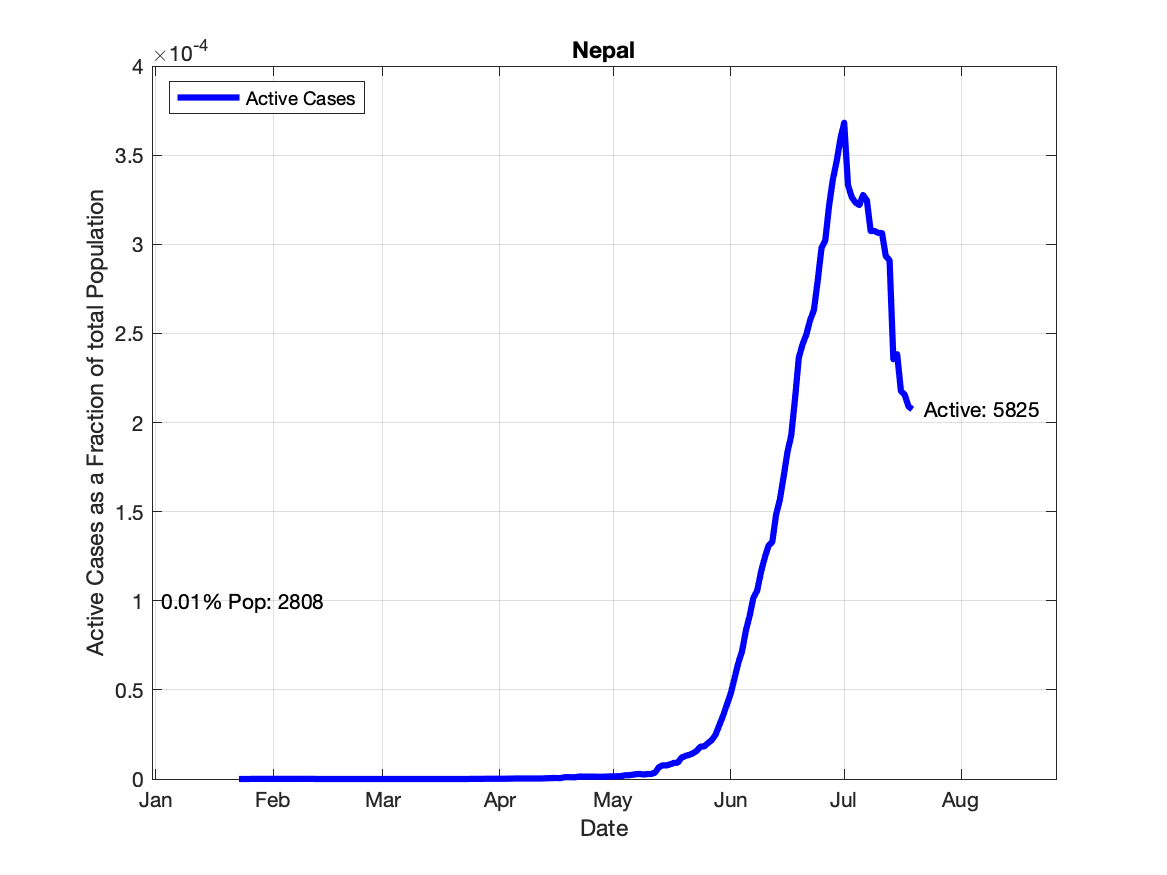 Nepal
×10-4
Active Cases
4
3.5
3
2.5
2
1.5
1
0.5
0
Active Cases as a Fraction of total Population
0.01% Pop: 2808
Active: 5825
Jan Feb Mar Apr May Jun Jul Aug
Date